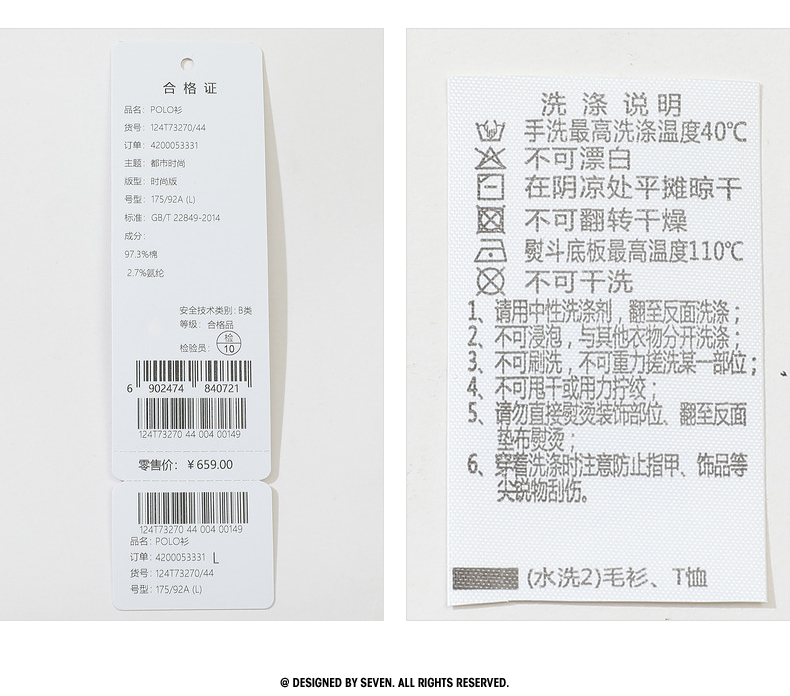 合格证
品名: POLO衫
货号: 124T73270/44
订单: 4200053331
主题: 都市时尚
版型: 时尚版
号型: 175/92A (L)
标准: GB/T 22849-2014
成分:
97.3%棉
2.7%氨纶
安全技术类别: B类
等级: 合格品
检验员: 检 10
6 902474 840721
124T73270 44 004 00149
零售价: ¥659.00
124T73270 44 004 00149
品名: POLO衫
订单: 4200053331 L
货号: 124T73270/44
号型: 175/92A (L)
洗涤说明
手洗最高洗涤温度40℃
不可漂白
在阴凉处平摊晾干
不可翻转干燥
熨斗底板最高温度110℃
不可干洗
1、请用中性洗涤剂，翻至反面洗涤；
2、不可浸泡，与其他衣物分开洗涤；
3、不可刷洗，不可重力搓洗某一部位；
4、不可甩干或用力拧绞；
5、请勿直接熨烫装饰部位、翻至反面
垫布熨烫；
6、穿着洗涤时注意防止指甲、饰品等
尖锐物刮伤。
(水洗2)毛衫、T恤
@ DESIGNED BY SEVEN. ALL RIGHTS RESERVED.